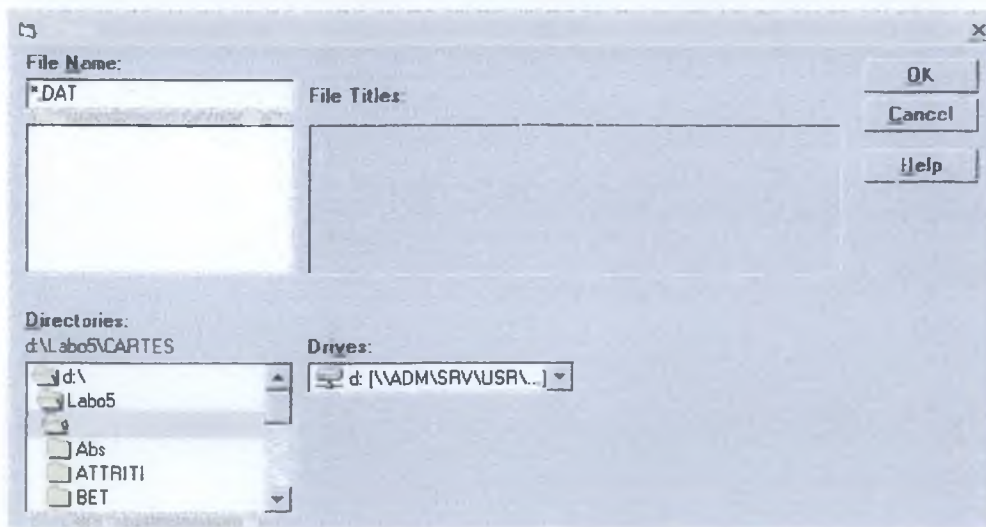 File Name:
*.DAT
File Titles:
OK
Cancel
Help
Directories:
d:\Labo5\CARTES
Drives:
d:\
d: [\\ADM\SRV\USR\... ]
Labo5
Abs
ATTRITI
BET